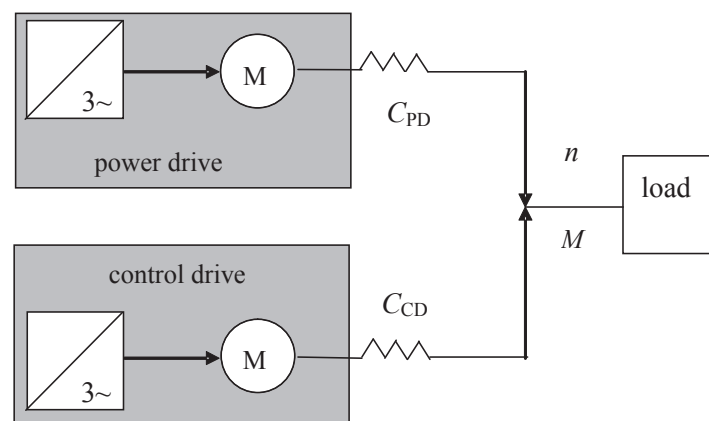 3~
M
power drive
C_PD
n
load
M
control drive
C_CD
3~
M